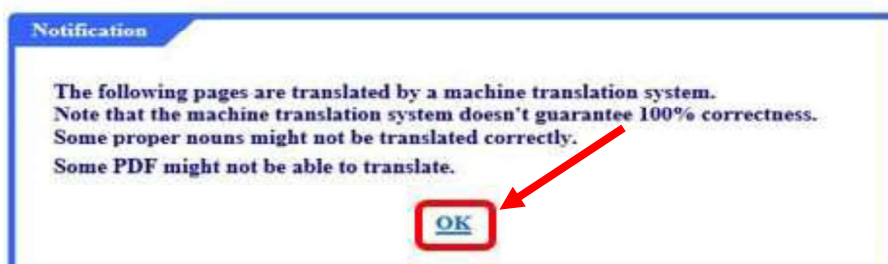 Notification
The following pages are translated by a machine translation system.
Note that the machine translation system doesn't guarantee 100% correctness.
Some proper nouns might not be translated correctly.
Some PDF might not be able to translate.
OK